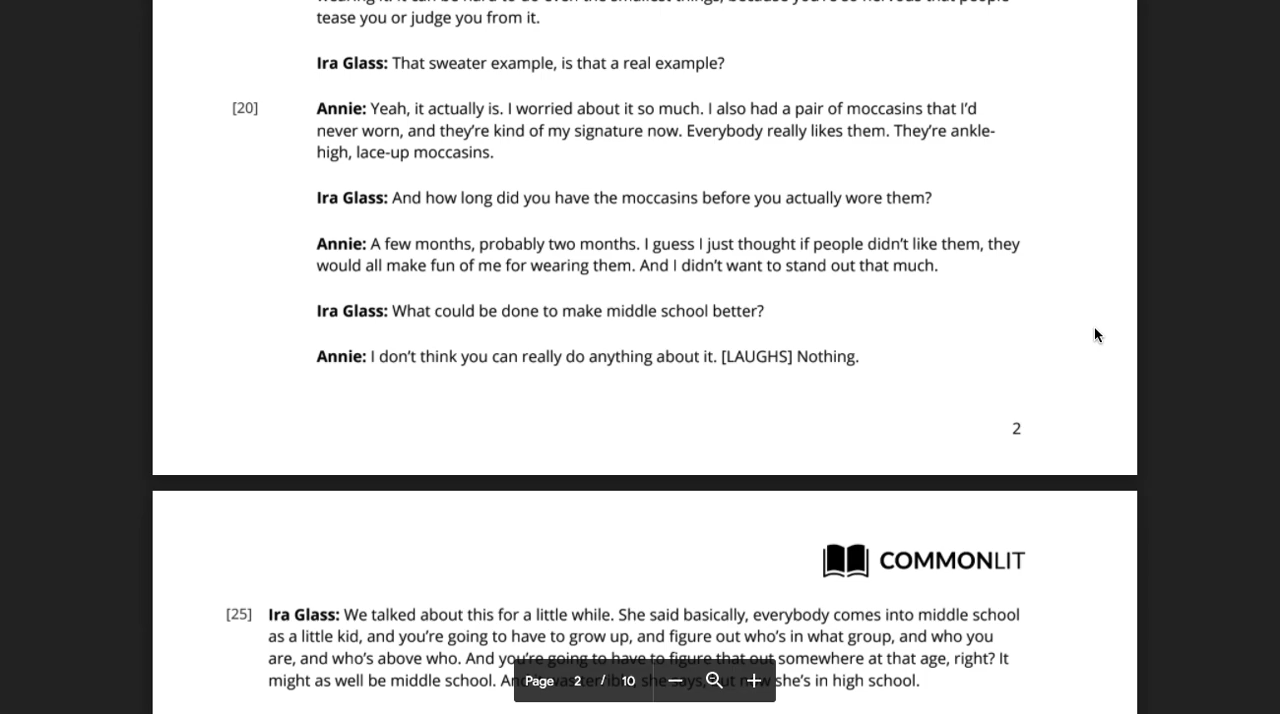 tease you or judge you from it.
Ira Glass: That sweater example, is that a real example?
[20] Annie: Yeah, it actually is. I worried about it so much. I also had a pair of moccasins that I’d
never worn, and they’re kind of my signature now. Everybody really likes them. They’re ankle-
high, lace-up moccasins.
Ira Glass: And how long did you have the moccasins before you actually wore them?
Annie: A few months, probably two months. I guess I just thought if people didn’t like them, they
would all make fun of me for wearing them. And I didn’t want to stand out that much.
Ira Glass: What could be done to make middle school better?
Annie: I don’t think you can really do anything about it. [LAUGHS] Nothing.
2
COMMONLIT
[25] Ira Glass: We talked about this for a little while. She said basically, everybody comes into middle school
as a little kid, and you’re going to have to grow up, and figure out who’s in what group, and who you
are, and who’s above who. And you’re going to have to figure that out somewhere at that age, right? It
might as well be middle school. she’s in high school.
Page 2 / 10